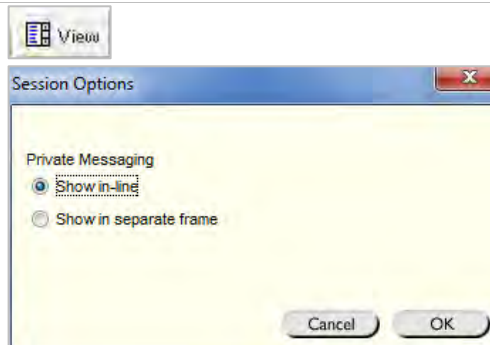 View
Session Options
Private Messaging
Show in-line
Show in separate frame
Cancel OK